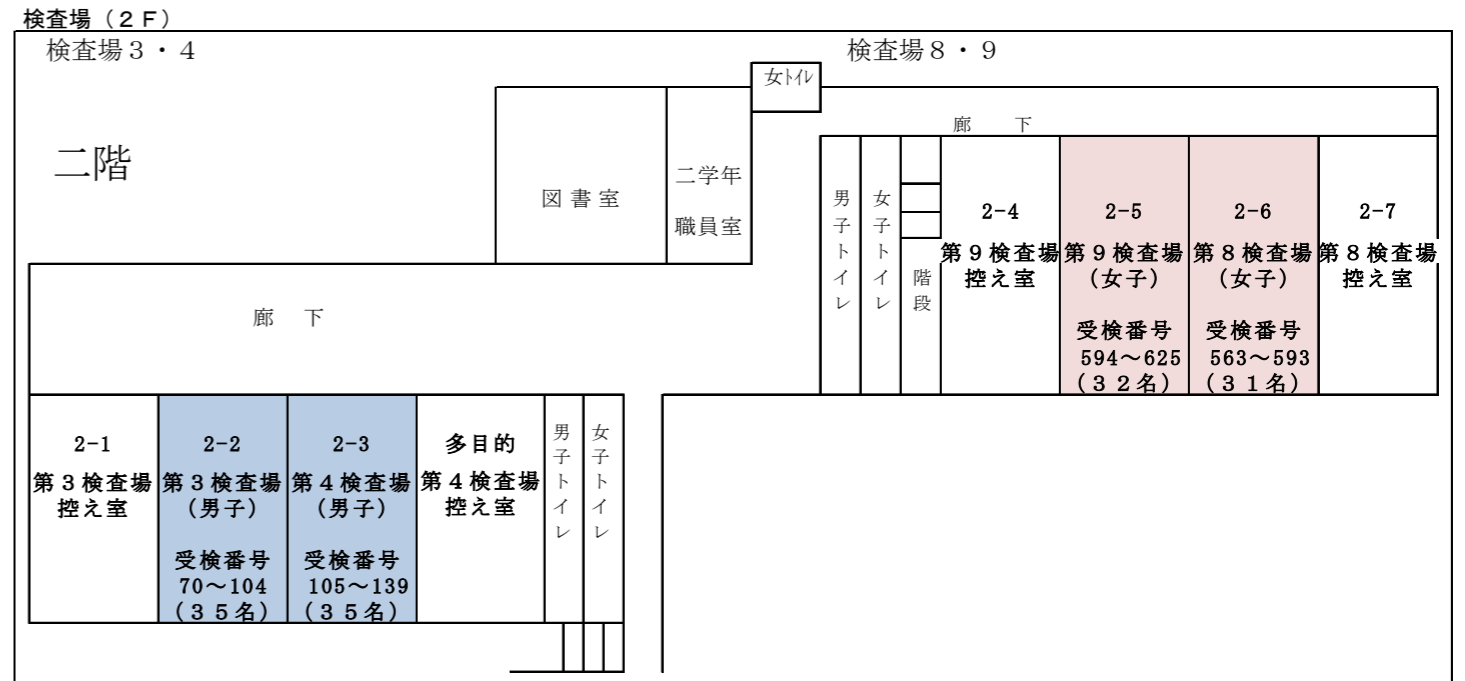 検査場（２Ｆ）
検査場３・４
検査場８・９
女ﾄｲﾚ
廊　下
二階
図書室
二学年
職員室
男子トイレ
女子トイレ
階段
2-4
第９検査場
控え室
2-5
第９検査場
（女子）
受検番号
594～625
（３２名）
2-6
第８検査場
（女子）
受検番号
563～593
（３１名）
2-7
第８検査場
控え室
廊　下
2-1
第３検査場
控え室
2-2
第３検査場
（男子）
受検番号
70～104
（３５名）
2-3
第４検査場
（男子）
受検番号
105～139
（３５名）
多目的
第４検査場
控え室
男子トイレ
女子トイレ